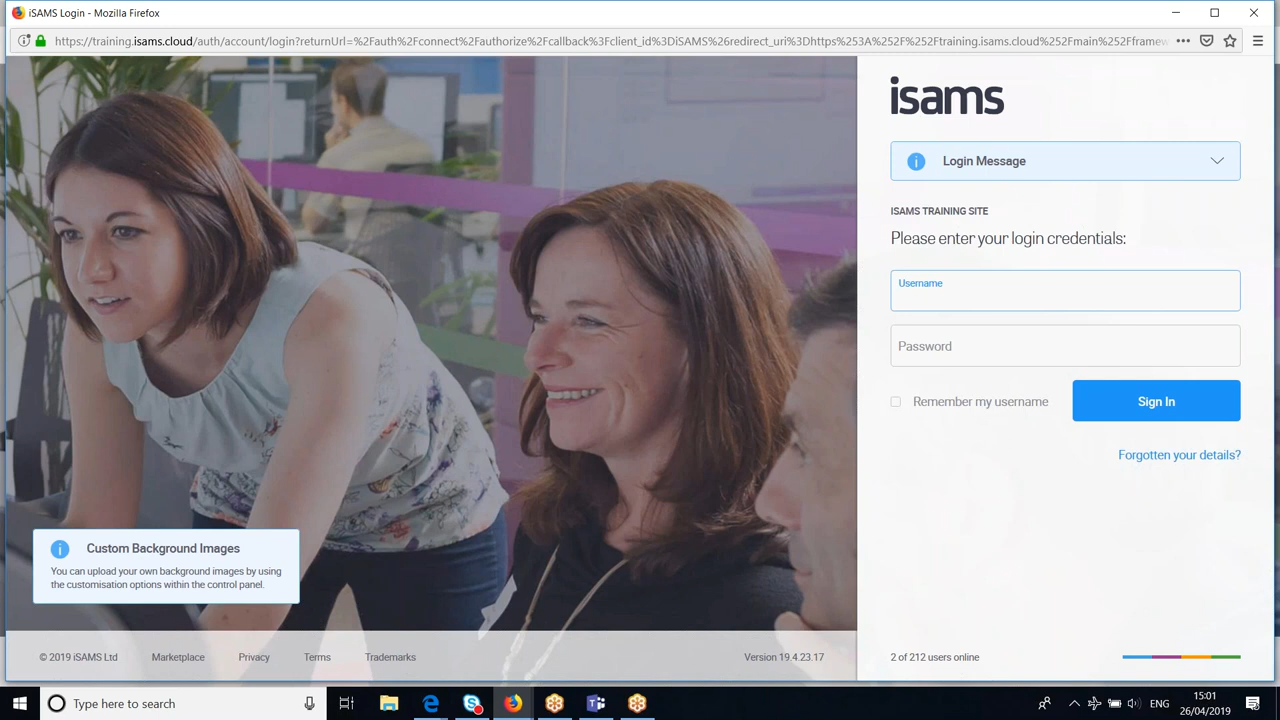 iSAMS Login - Mozilla Firefox
https://training.isams.cloud/auth/account/login?returnUrl=%2Fauth%2Fconnect%2Fauthorize%2Fcallback%3Fclient_id%3DiSAMS%26redirect_uri%3Dhttps%253A%252F%252Ftraining.isams.cloud%252Fmain%252Fframew
isams
Login Message
ISAMS TRAINING SITE
Please enter your login credentials:
Username
Password
Remember my username
Sign In
Forgotten your details?
Custom Background Images
You can upload your own background images by using
the customisation options within the control panel.
© 2019 iSAMS Ltd Marketplace Privacy Terms Trademarks Version 19.4.23.17 2 of 212 users online
Type here to search
ENG
15:01
26/04/2019